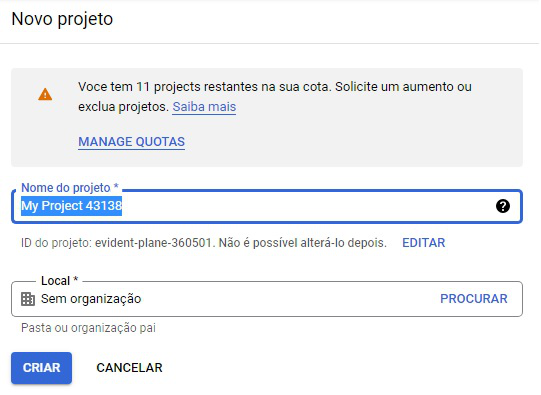 Novo projeto
Voce tem 11 projects restantes na sua cota. Solicite um aumento ou
exclua projetos. Saiba mais
MANAGE QUOTAS
Nome do projeto *
My Project 43138
ID do projeto: evident-plane-360501. Não é possível alterá-lo depois. EDITAR
Local *
Sem organização PROCURAR
Pasta ou organização pai
CRIAR CANCELAR